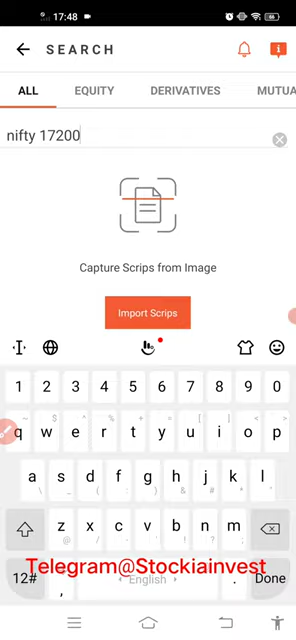 17:48
66
SEARCH
ALL EQUITY DERIVATIVES MUTUA
nifty 17200
Capture Scrips from Image
Import Scrips
1 2 3 4 5 6 7 8 9 0
q w e r t y u i o p
a s d f g h j k l
z x c v b n m
Telegram@Stockiainvest
12# , English . Done